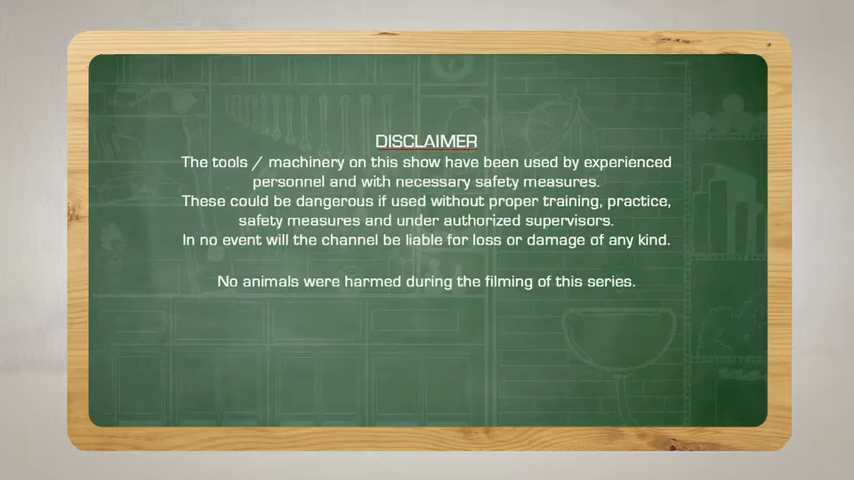 DISCLAIMER
The tools / machinery on this show have been used by experienced
personnel and with necessary safety measures.
These could be dangerous if used without proper training, practice,
safety measures and under authorized supervisors.
In no event will the channel be liable for loss or damage of any kind.
No animals were harmed during the filming of this series.